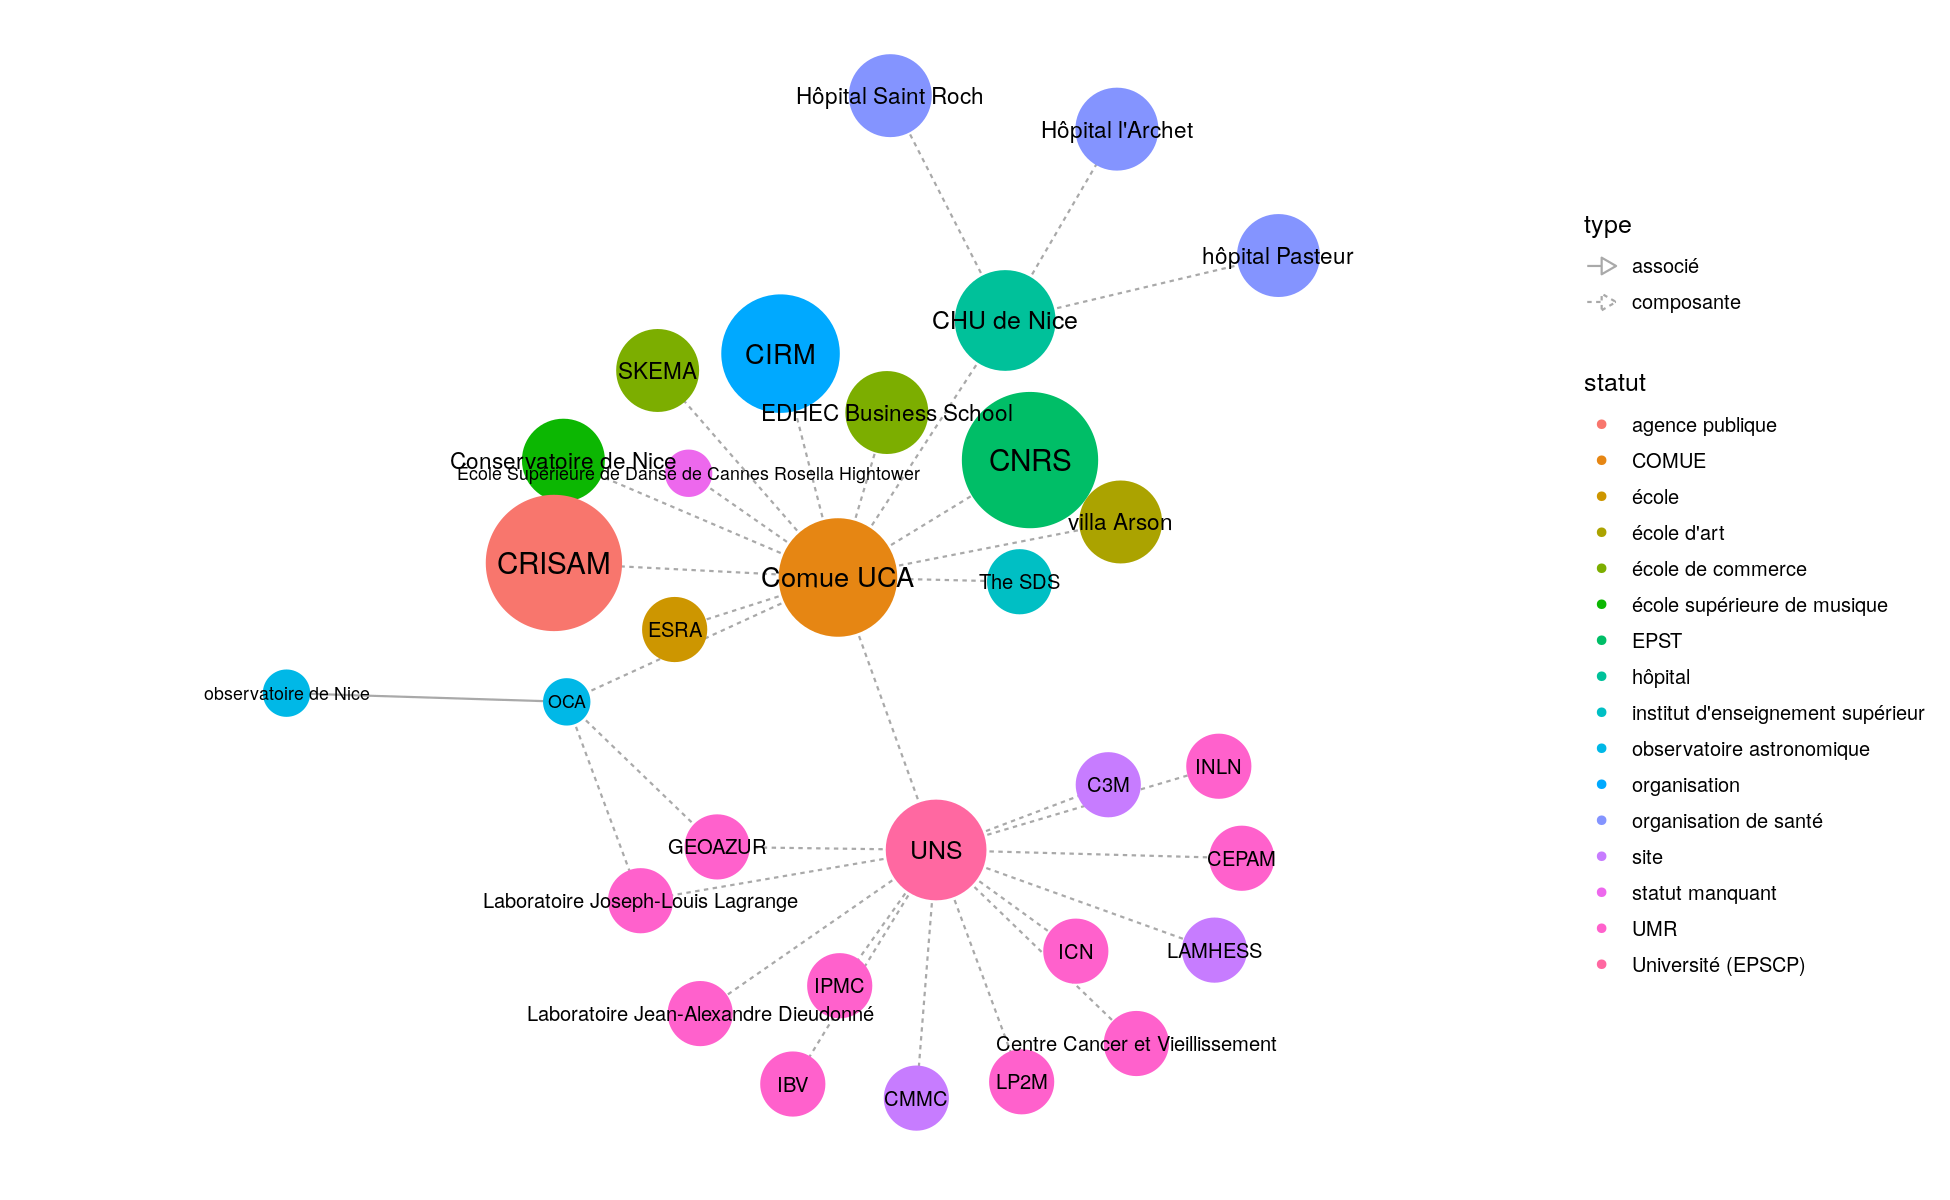 Hôpital Saint Roch
Hôpital l'Archet
hôpital Pasteur
CHU de Nice
CIRM
SKEMA
EDHEC Business School
CNRS
Conservatoire de Nice
École Supérieure de Danse de Cannes Rosella Hightower
villa Arson
CRISAM
Comue UCA
The SDS
ESRA
observatoire de Nice
OCA
C3M
INLN
GEOAZUR
UNS
CEPAM
Laboratoire Joseph-Louis Lagrange
ICN
LAMHESS
IPMC
Laboratoire Jean-Alexandre Dieudonné
Centre Cancer et Vieillissement
IBV
CMMC
LP2M
type
associé
composante
statut
agence publique
COMUE
école
école d'art
école de commerce
école supérieure de musique
EPST
hôpital
institut d'enseignement supérieur
observatoire astronomique
organisation
organisation de santé
site
statut manquant
UMR
Université (EPSCP)